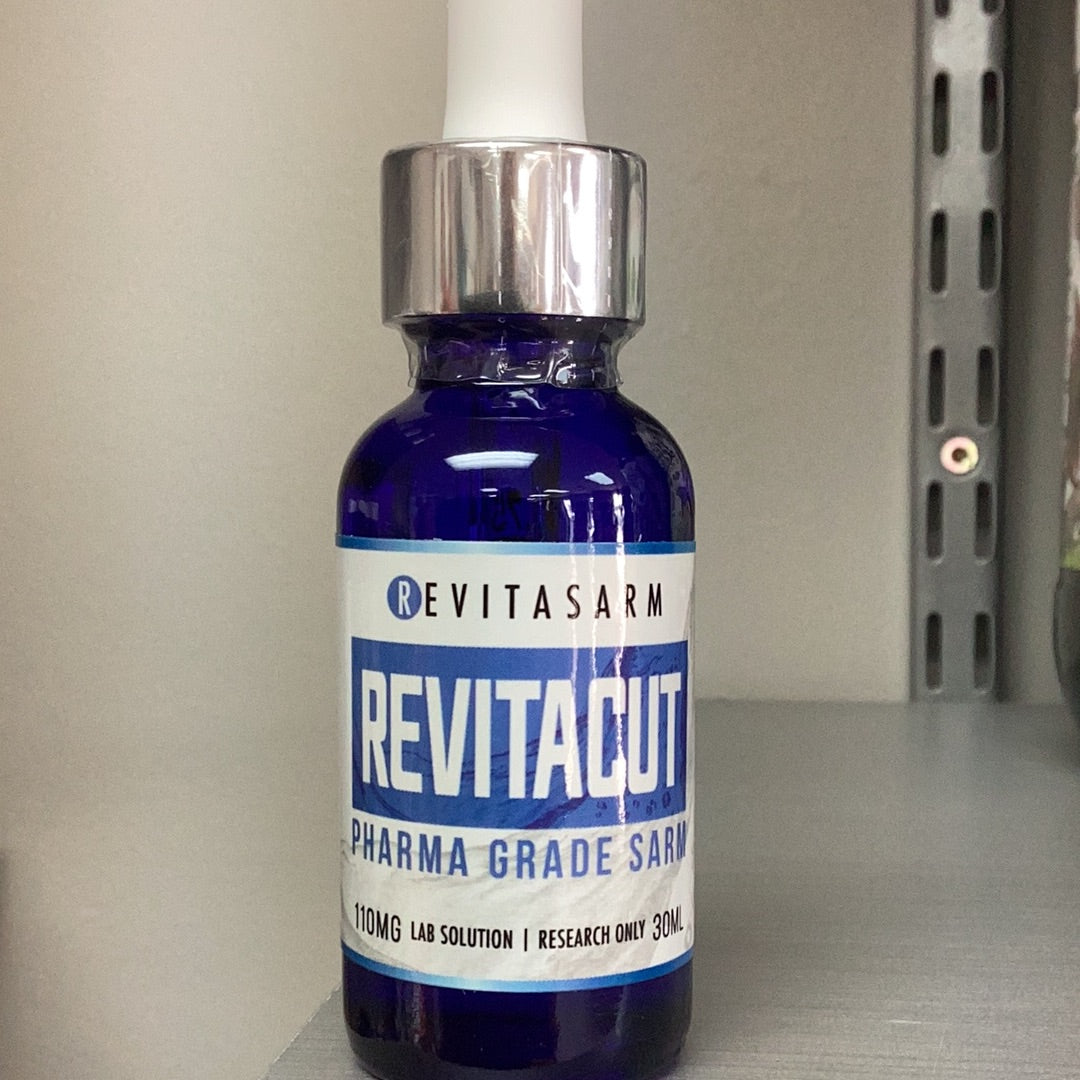 REVITASARM
REVITACUT
PHARMA GRADE SARM
110MG LAB SOLUTION | RESEARCH ONLY 30ML